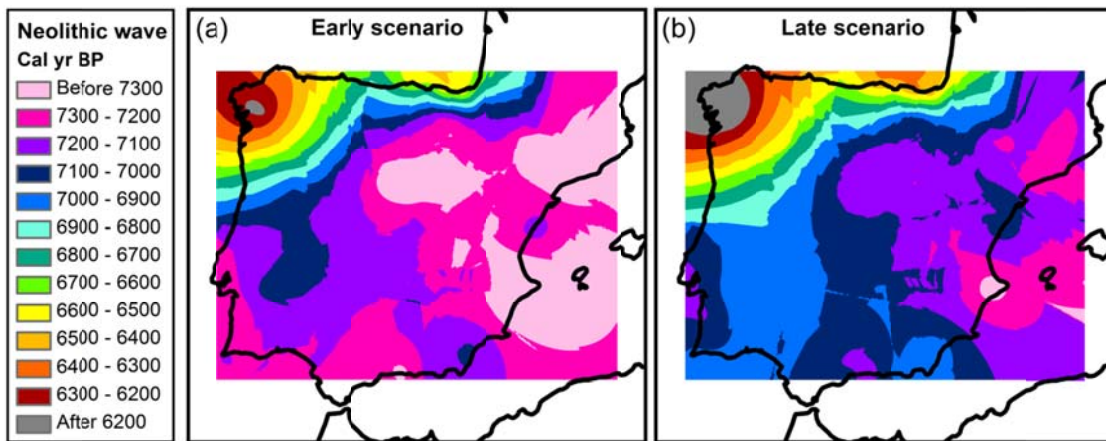 Neolithic wave
Cal yr BP
Before 7300
7300 - 7200
7200 - 7100
7100 - 7000
7000 - 6900
6900 - 6800
6800 - 6700
6700 - 6600
6600 - 6500
6500 - 6400
6400 - 6300
6300 - 6200
After 6200
(a) Early scenario
(b) Late scenario